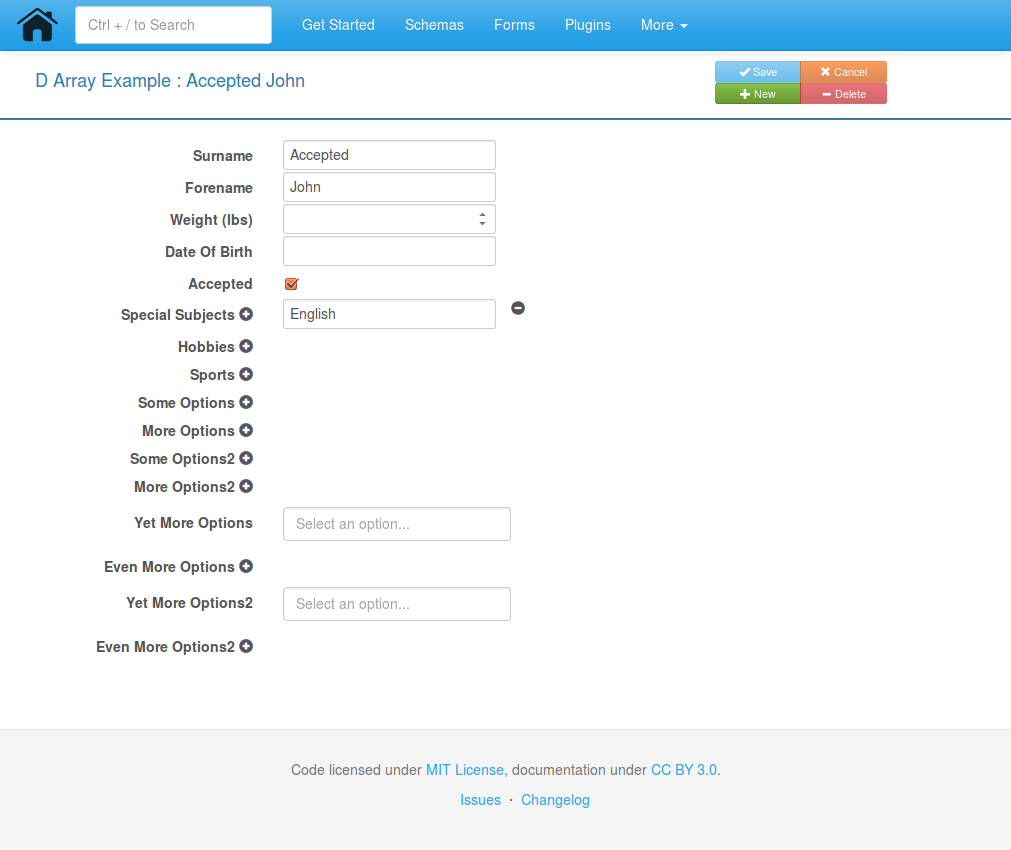 Ctrl + / to Search Get Started Schemas Forms Plugins More
D Array Example : Accepted John
Save Cancel
New Delete
Surname Accepted
Forename John
Weight (lbs)
Date Of Birth
Accepted
Special Subjects English
Hobbies
Sports
Some Options
More Options
Some Options2
More Options2
Yet More Options Select an option...
Even More Options
Yet More Options2 Select an option...
Even More Options2
Code licensed under MIT License, documentation under CC BY 3.0.
Issues · Changelog